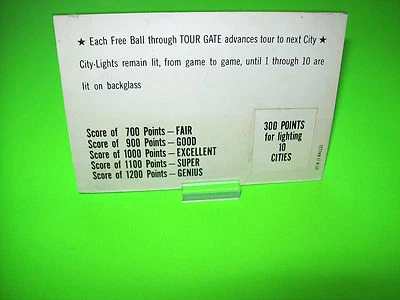 ★ Each Free Ball through TOUR GATE advances tour to next City ★
City-Lights remain lit, from game to game, until 1 through 10 are
lit on backglass
Score of 700 Points — FAIR
Score of 900 Points — GOOD
Score of 1000 Points — EXCELLENT
Score of 1100 Points — SUPER
Score of 1200 Points — GENIUS
300 POINTS
for lighting
10
CITIES